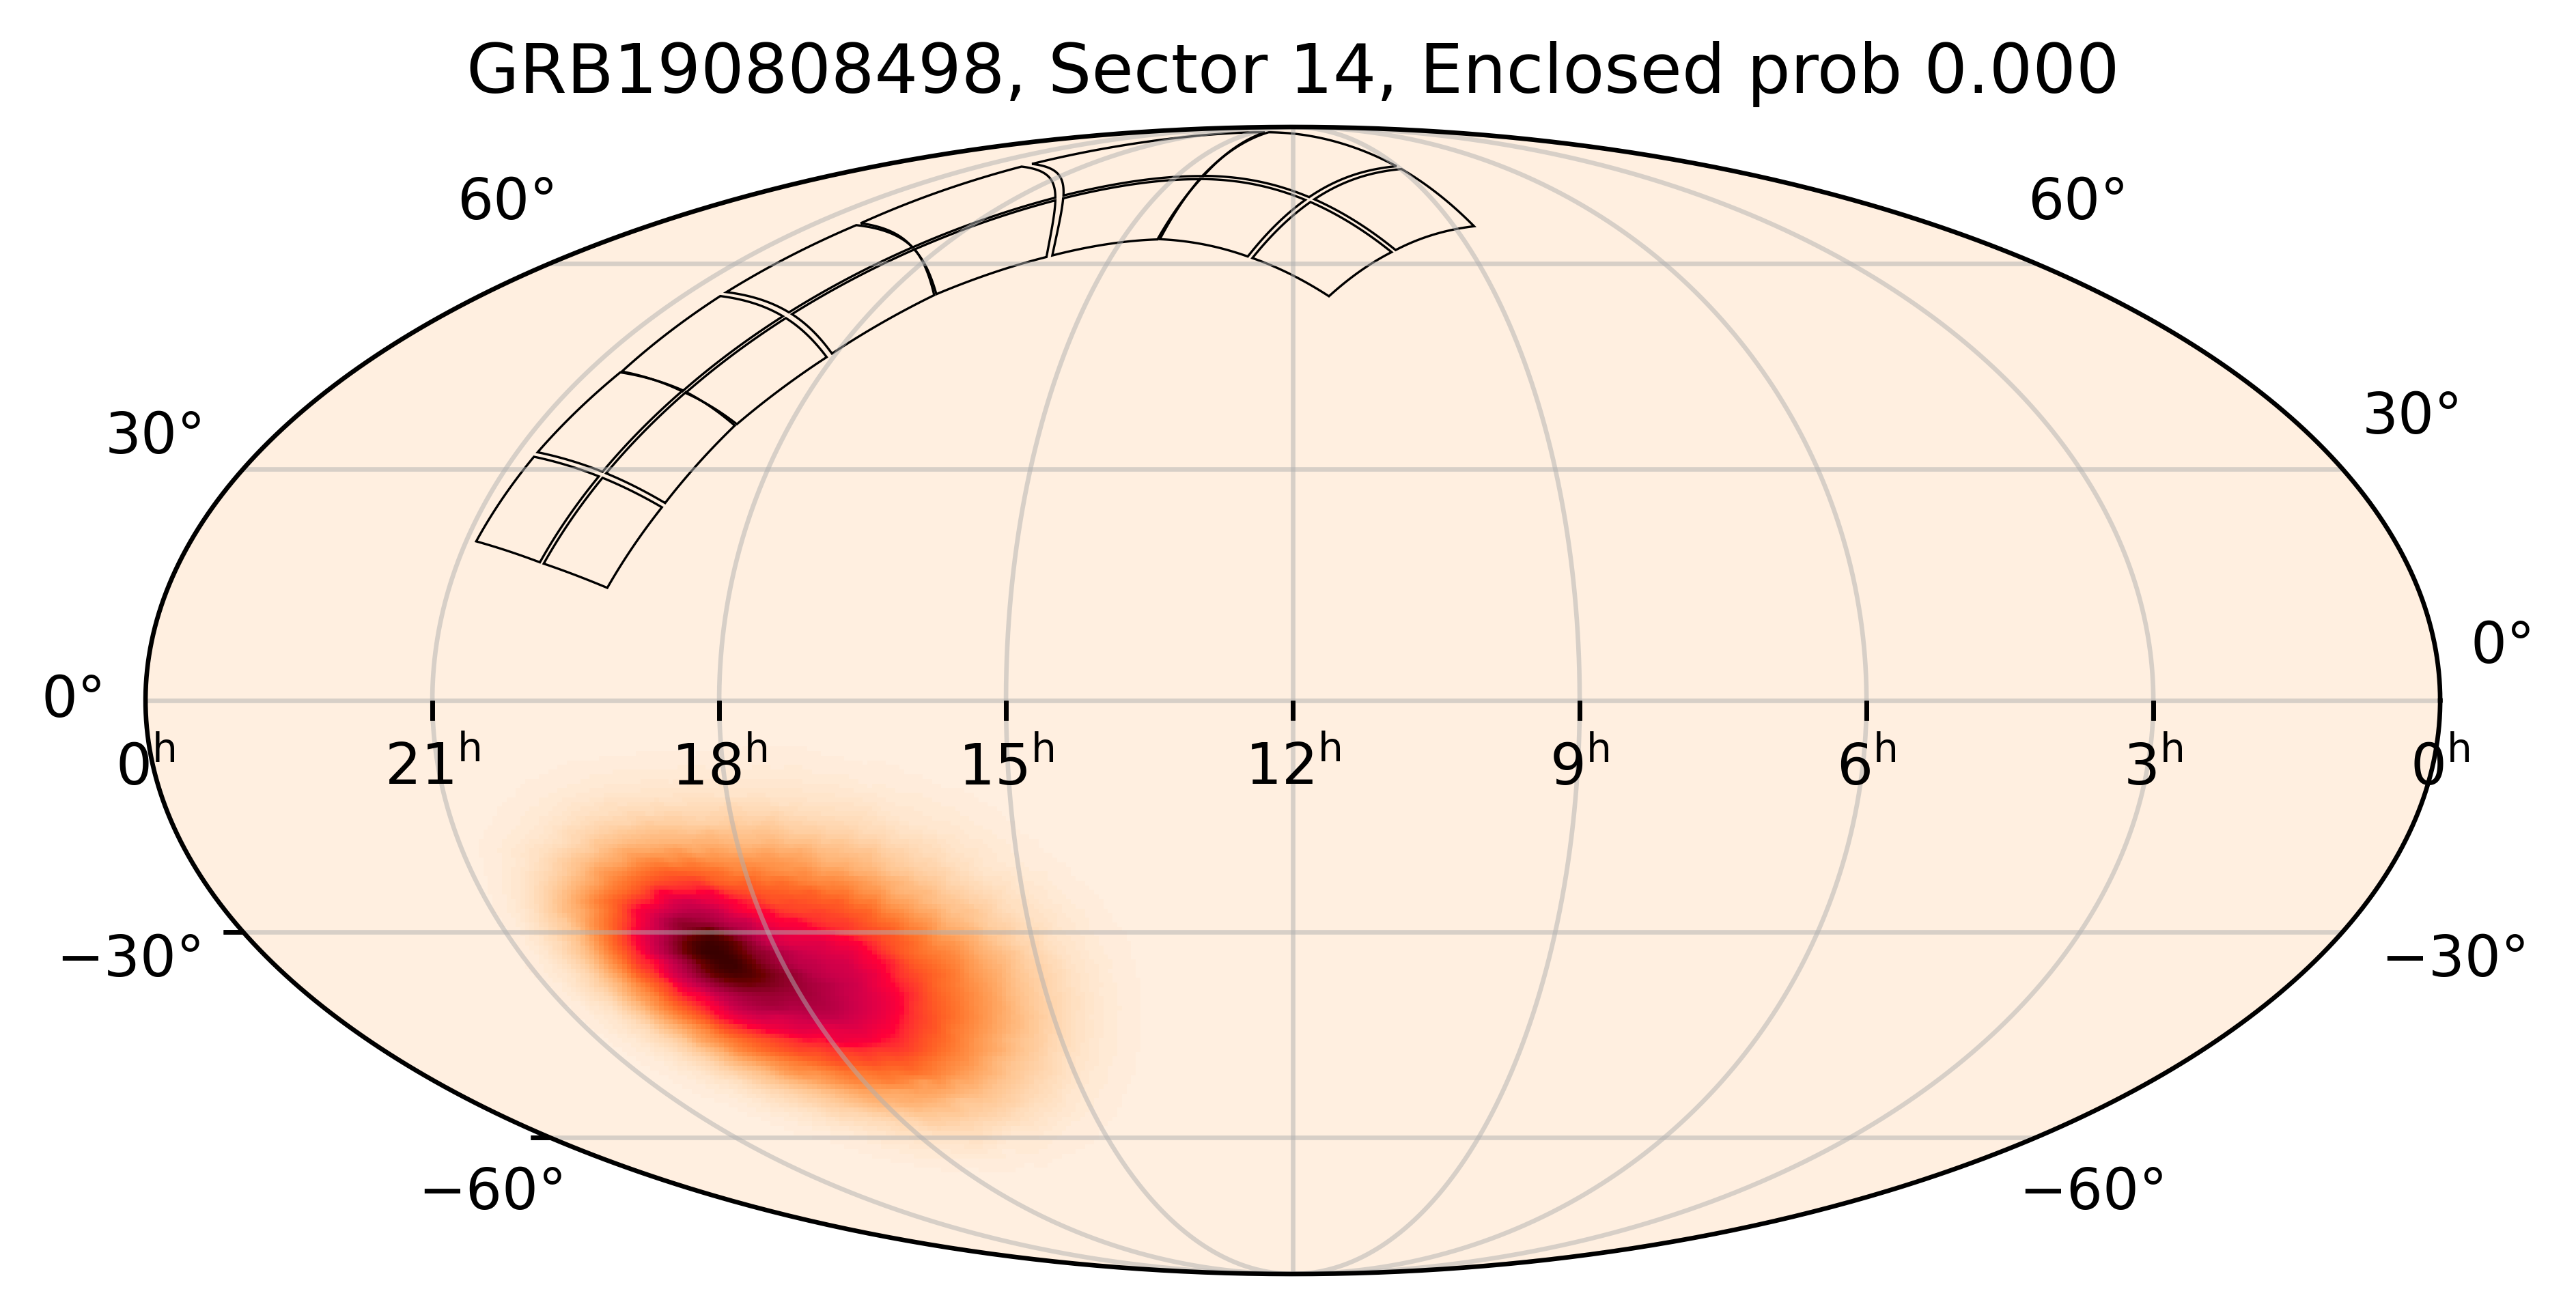 GRB190808498, Sector 14, Enclosed prob 0.000
60° 60°
30° 30°
0° 0°
0ʰ 21ʰ 18ʰ 15ʰ 12ʰ 9ʰ 6ʰ 3ʰ 0ʰ
−30° −30°
−60° −60°